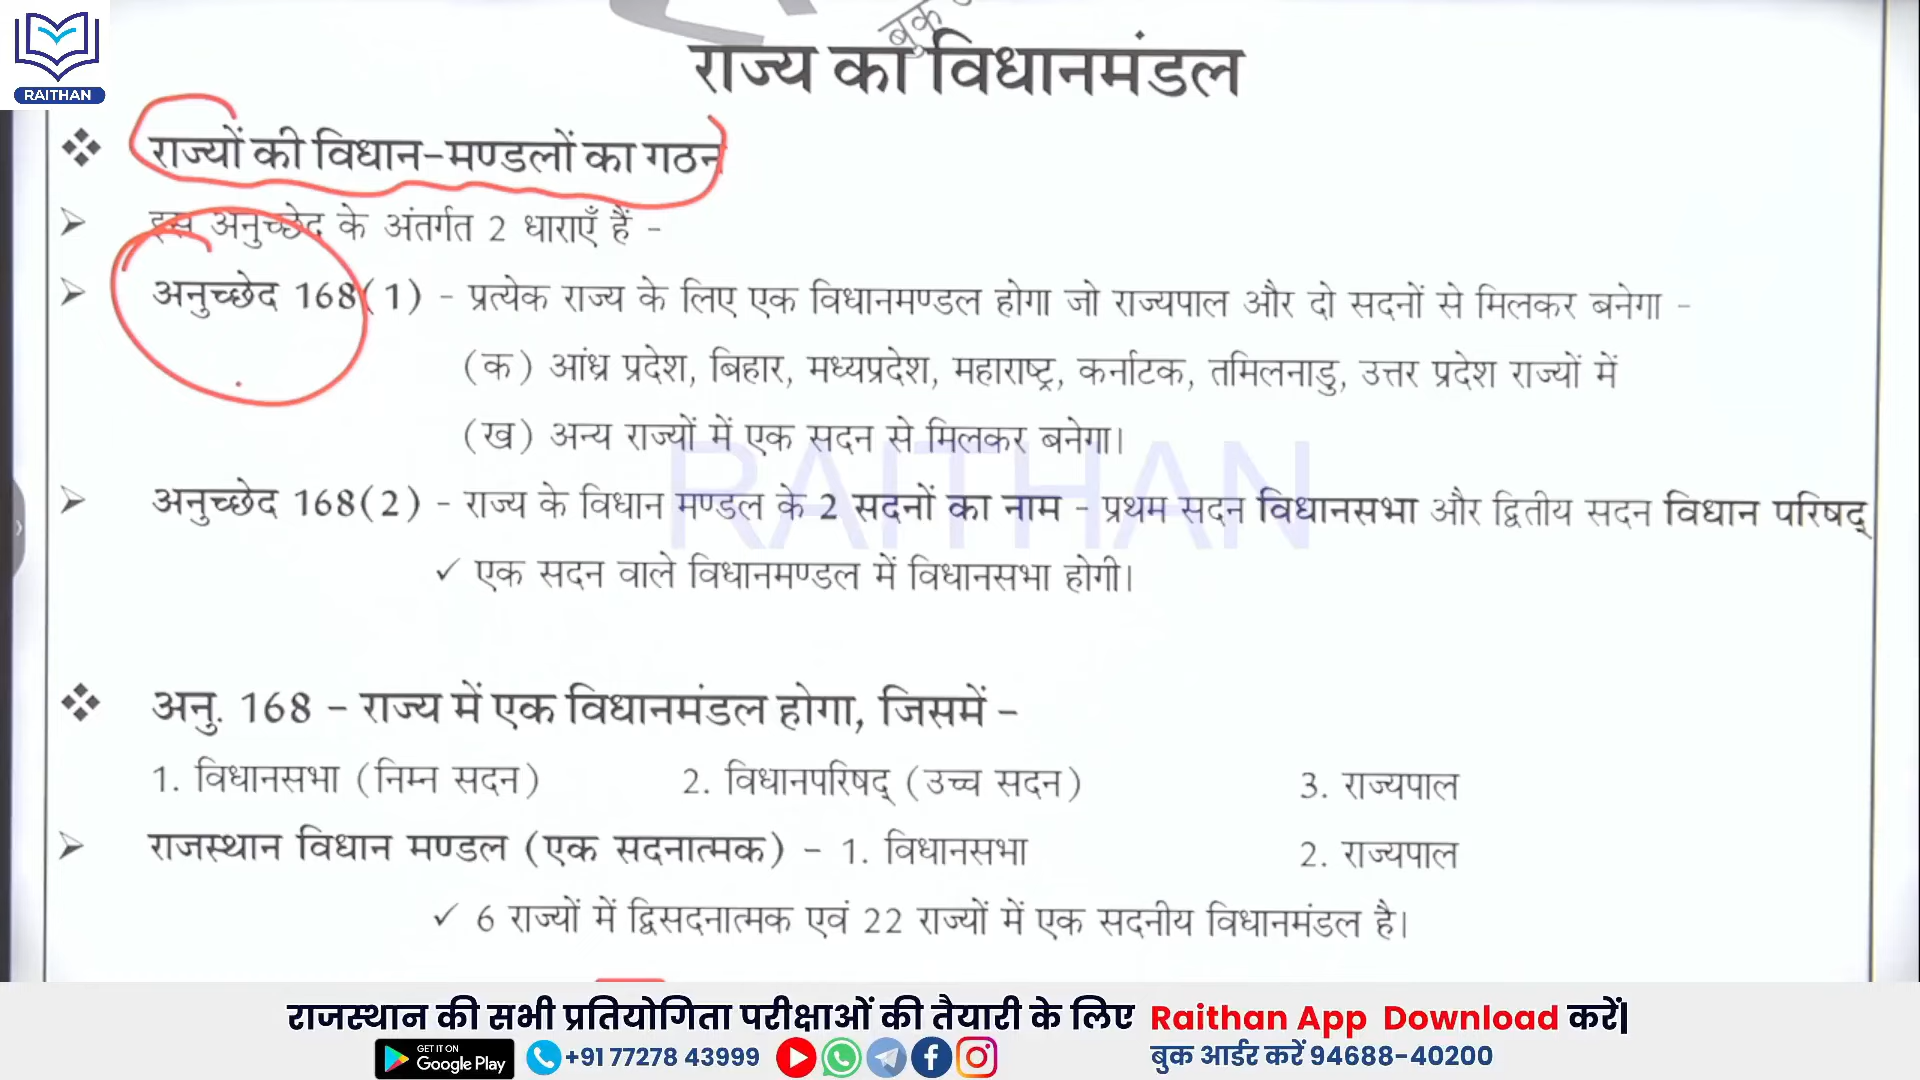 RAITHAN
बुक
राज्य का विधानमंडल
❖ राज्यों की विधान-मण्डलों का गठन
➢ इस अनुच्छेद के अंतर्गत 2 धाराएँ हैं -
➢ अनुच्छेद 168(1) - प्रत्येक राज्य के लिए एक विधानमण्डल होगा जो राज्यपाल और दो सदनों से मिलकर बनेगा -
(क) आंध्र प्रदेश, बिहार, मध्यप्रदेश, महाराष्ट्र, कर्नाटक, तमिलनाडु, उत्तर प्रदेश राज्यों में
(ख) अन्य राज्यों में एक सदन से मिलकर बनेगा।
RAITHAN
➢ अनुच्छेद 168(2) - राज्य के विधान मण्डल के 2 सदनों का नाम - प्रथम सदन विधानसभा और द्वितीय सदन विधान परिषद्
✓ एक सदन वाले विधानमण्डल में विधानसभा होगी।
❖ अनु. 168 - राज्य में एक विधानमंडल होगा, जिसमें -
1. विधानसभा (निम्न सदन) 2. विधानपरिषद् (उच्च सदन) 3. राज्यपाल
➢ राजस्थान विधान मण्डल (एक सदनात्मक) - 1. विधानसभा 2. राज्यपाल
✓ 6 राज्यों में द्विसदनात्मक एवं 22 राज्यों में एक सदनीय विधानमंडल है।
राजस्थान की सभी प्रतियोगिता परीक्षाओं की तैयारी के लिए Raithan App Download करें|
GET IT ON
Google Play
+91 77278 43999
बुक आर्डर करें 94688-40200